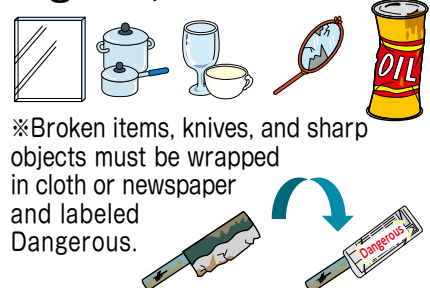 OIL
※Broken items, knives, and sharp
objects must be wrapped
in cloth or newspaper
and labeled
Dangerous.
Dangerous